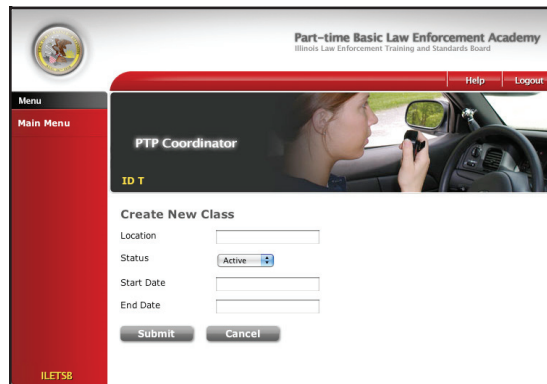 Part-time Basic Law Enforcement Academy
Illinois Law Enforcement Training and Standards Board
Help
Logout
Menu
Main Menu
PTP Coordinator
ID T
Create New Class
Location
Status
Active
Start Date
End Date
Submit
Cancel
ILETSB